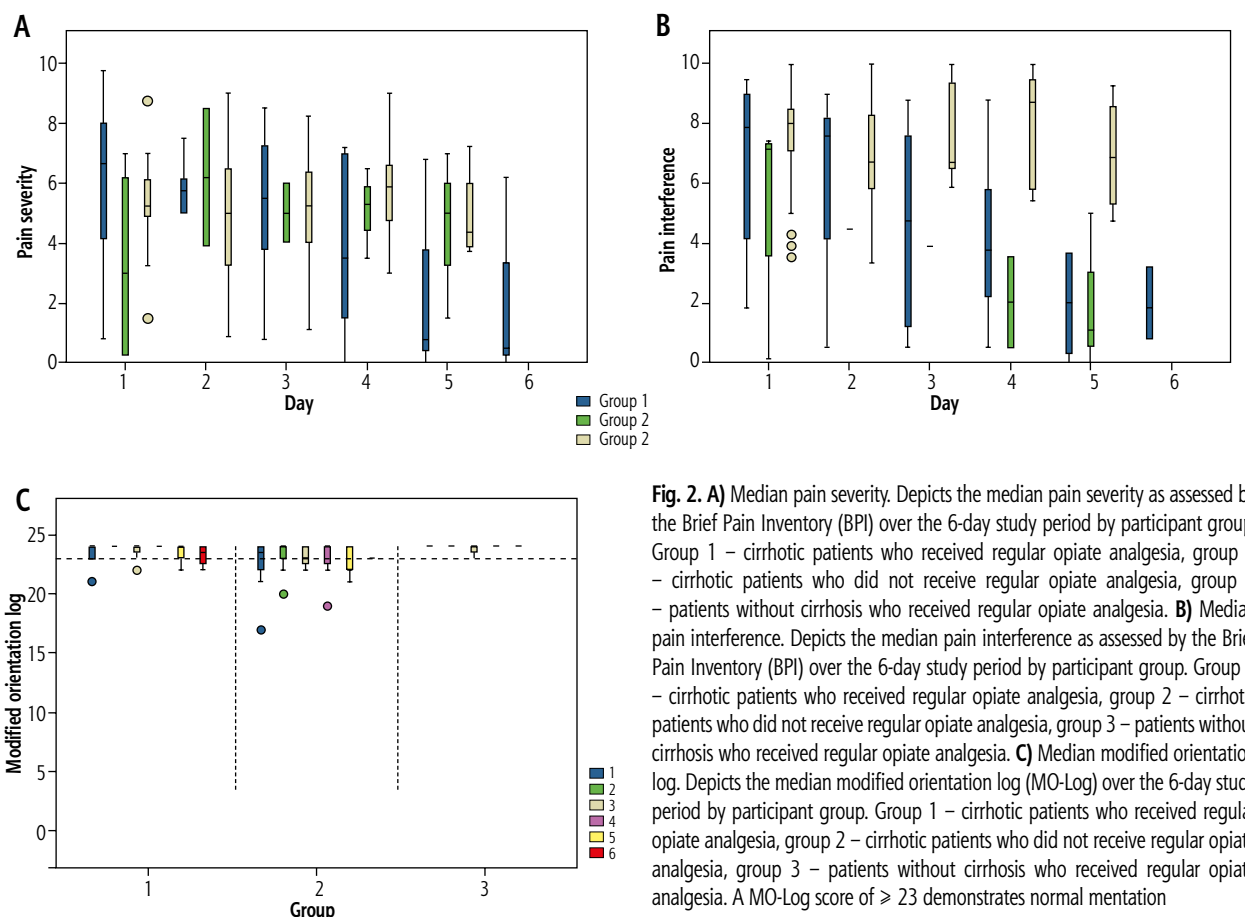 A
10
8
6
4
2
0
Pain severity
1 2 3 4 5 6
Day
B
10
8
6
4
2
0
Pain interference
1 2 3 4 5 6
Day
Group 1
Group 2
Group 2
C
25
20
15
10
5
0
Modified orientation log
1 2 3
Group
1
2
3
4
5
6
Fig. 2. A) Median pain severity. Depicts the median pain severity as assessed
the Brief Pain Inventory (BPI) over the 6-day study period by participant group
Group 1 – cirrhotic patients who received regular opiate analgesia, group
– cirrhotic patients who did not receive regular opiate analgesia, group
– patients without cirrhosis who received regular opiate analgesia. B)
pain interference. Depicts the median pain interference as assessed by the
Pain Inventory (BPI) over the 6-day study period by participant group. Group
– cirrhotic patients who received regular opiate analgesia, group 2 –
patients who did not receive regular opiate analgesia, group 3 – patients
cirrhosis who received regular opiate analgesia. C) Median modified
log. Depicts the median modified orientation log (MO-Log) over the 6-day
period by participant group. Group 1 – cirrhotic patients who received
opiate analgesia, group 2 – cirrhotic patients who did not receive regular
analgesia, group 3 – patients without cirrhosis who received regular
analgesia. A MO-Log score of ⩾ 23 demonstrates normal mentation